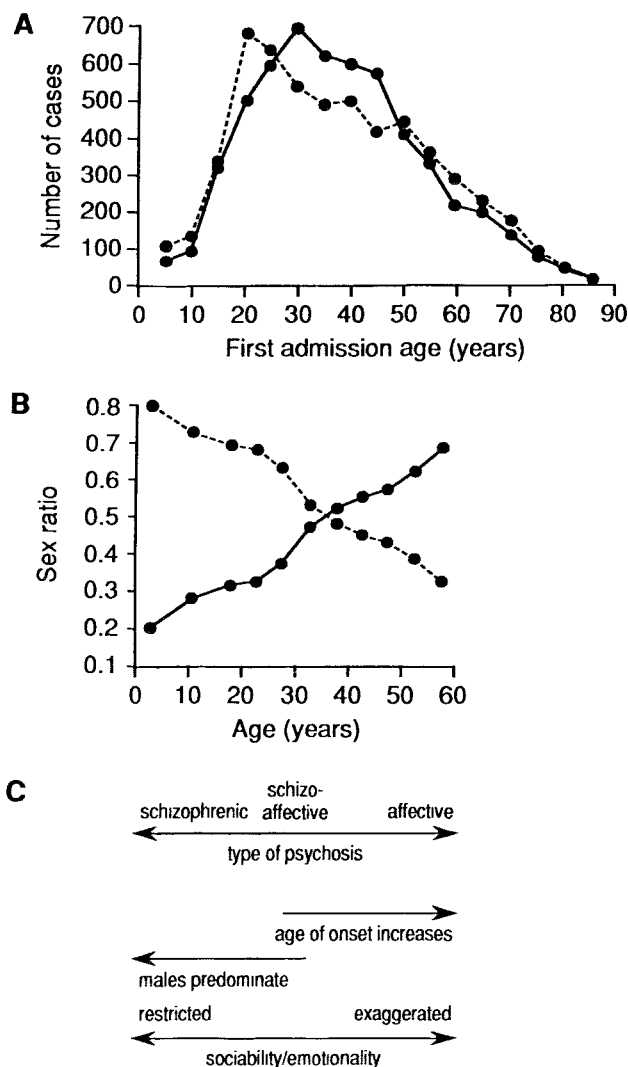 A
700
600
500
400
300
200
100
0
Number of cases
0 10 20 30 40 50 60 70 80 90
First admission age (years)
B
0.8
0.7
0.6
0.5
0.4
0.3
0.2
0.1
Sex ratio
0 10 20 30 40 50 60
Age (years)
C
schizophrenic schizo-affective affective
type of psychosis
age of onset increases
males predominate
restricted exaggerated
sociability/emotionality